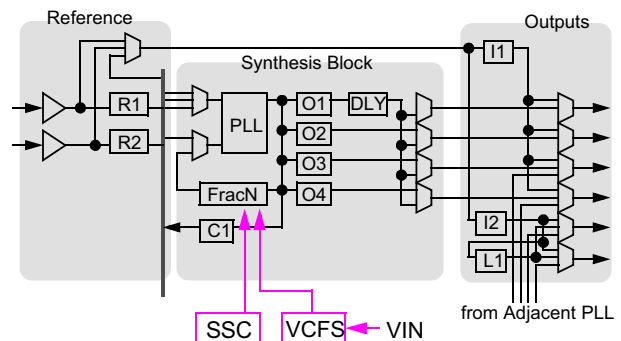 Reference
Outputs
Synthesis Block
I1
R1
O1
DLY
PLL
R2
O2
O3
FracN
O4
C1
I2
L1
from Adjacent PLL
SSC
VCFS
VIN